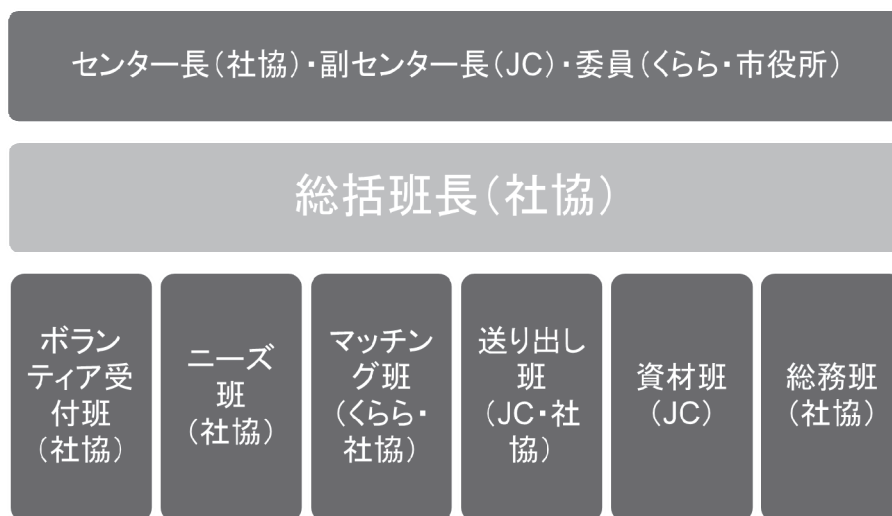 センター長（社協）・副センター長（JC）・委員（くらら・市役所）
総括班長（社協）
ボラン
ティア受
付班
（社協）
ニーズ
班
（社協）
マッチン
グ班
（くらら・
社協）
送り出し
班
（JC・社
協）
資材班
（JC）
総務班
（社協）